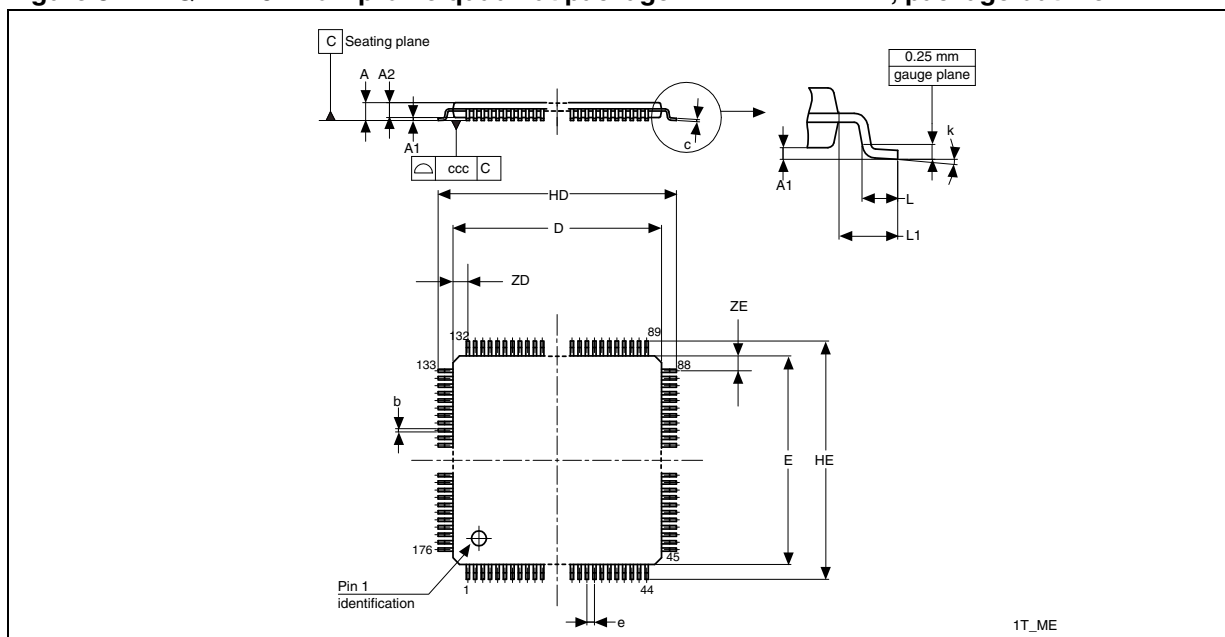 C Seating plane
A A2
A1
c
ccc C
0.25 mm
gauge plane
k
A1
L
L1
HD
D
ZD
ZE
132
89
133
88
b
E
HE
176
45
Pin 1
identification
1
44
e
1T_ME